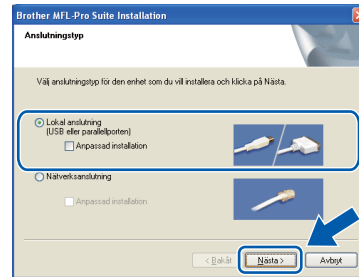 Brother MFL-Pro Suite Installation
Anslutningstyp
Välj anslutningstyp för den enhet som du vill installera och klicka på Nästa.
Lokal anslutning
(USB eller parallellporten)
Anpassad installation
Nätverksanslutning
Anpassad installation
< Bakåt
Nästa >
Avbryt